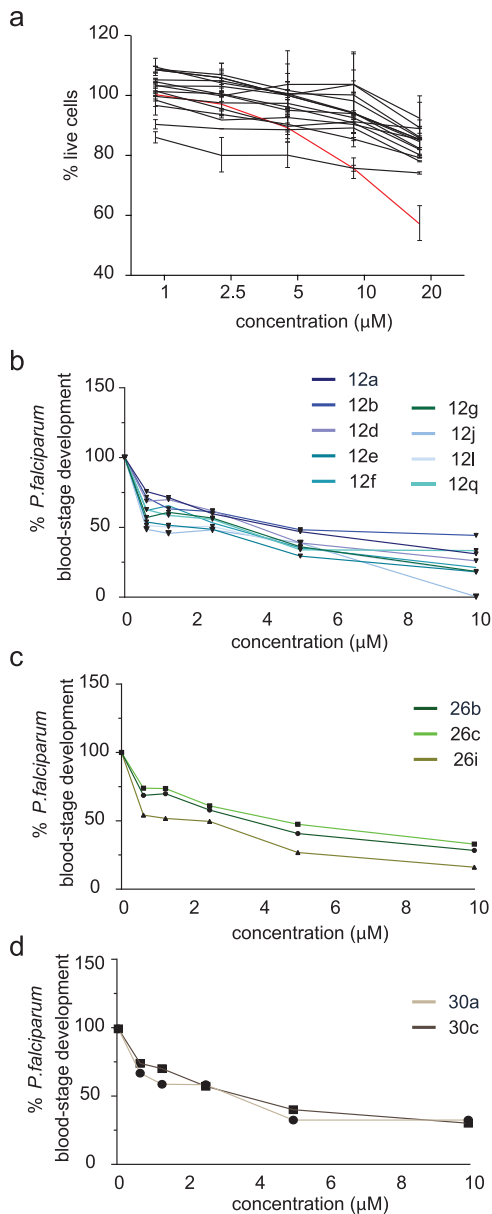 a
120
100
80
60
40
% live cells
1 2.5 5 10 20
concentration (µM)
b
150
100
50
0
% P.falciparum
blood-stage development
12a
12b
12d
12e
12f
12g
12j
12l
12q
0 2 4 6 8 10
concentration (µM)
c
150
100
50
0
% P.falciparum
blood-stage development
26b
26c
26i
0 2 4 6 8 10
concentration (µM)
d
150
100
50
0
% P.falciparum
blood-stage development
30a
30c
0 2 4 6 8 10
concentration (µM)